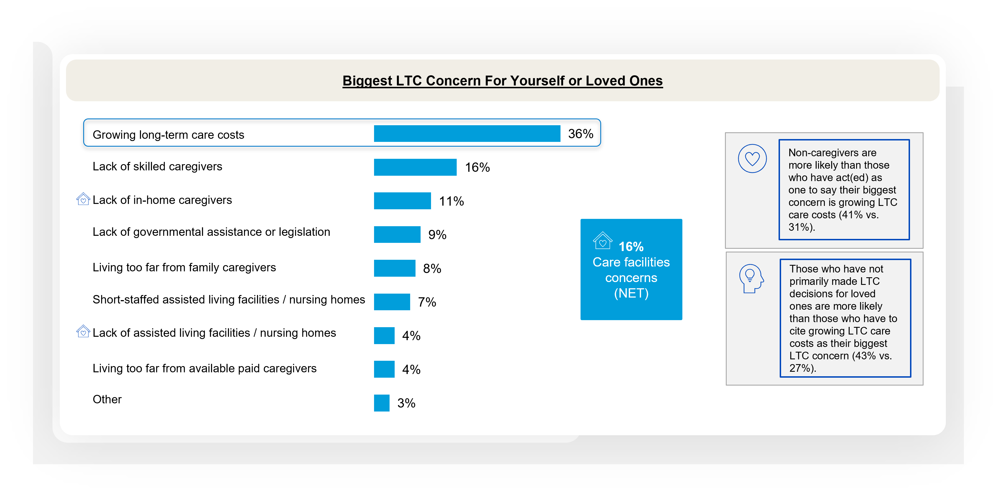 Biggest LTC Concern For Yourself or Loved Ones
Growing long-term care costs 36%
Lack of skilled caregivers 16%
Lack of in-home caregivers 11%
Lack of governmental assistance or legislation 9%
Living too far from family caregivers 8%
Short-staffed assisted living facilities / nursing homes 7%
Lack of assisted living facilities / nursing homes 4%
Living too far from available paid caregivers 4%
Other 3%
16%
Care facilities
concerns
(NET)
Non-caregivers are
more likely than those
who have act(ed) as
one to say their biggest
concern is growing LTC
care costs (41% vs.
31%).
Those who have not
primarily made LTC
decisions for loved
ones are more likely
than those who have to
cite growing LTC care
costs as their biggest
LTC concern (43% vs.
27%).